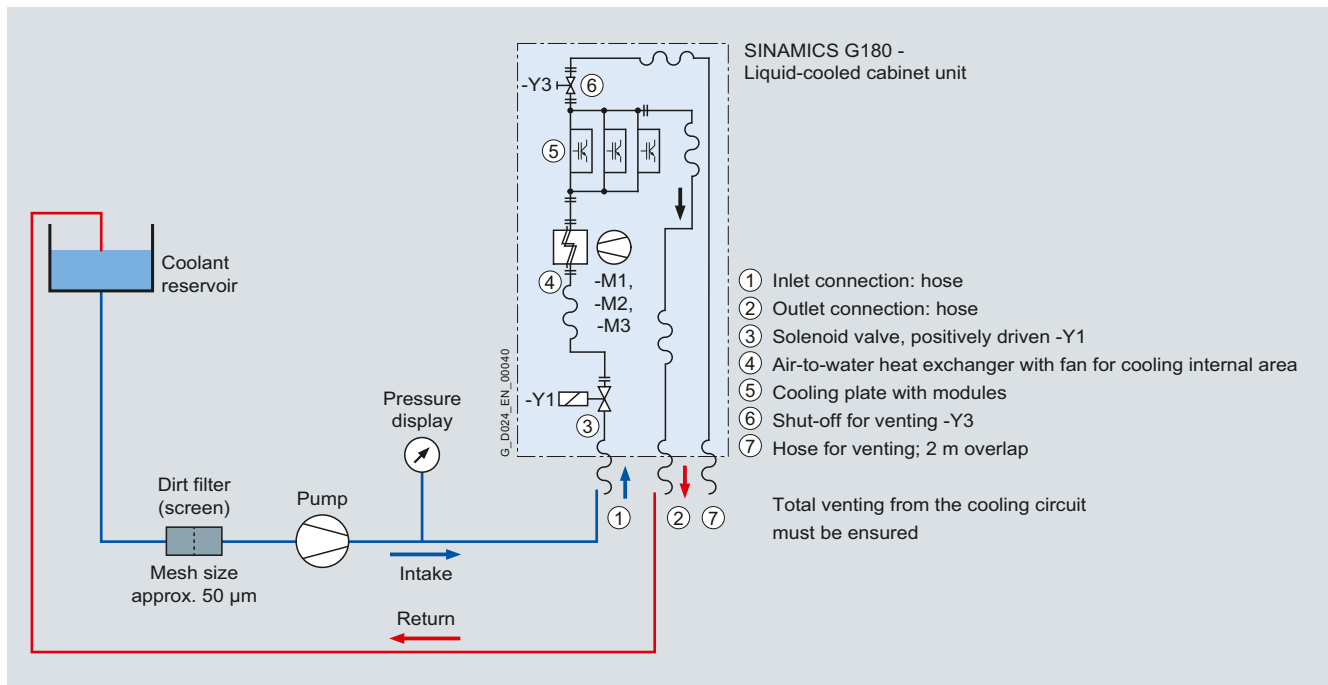 SINAMICS G180 -
Liquid-cooled cabinet unit
-Y3
6
5
4
-M1,
-M2,
-M3
-Y1
3
G_D024_EN_00040
Coolant
reservoir
Pressure
display
Dirt filter
(screen)
Pump
Mesh size
approx. 50 µm
Intake
Return
1
2
7
1 Inlet connection: hose
2 Outlet connection: hose
3 Solenoid valve, positively driven -Y1
4 Air-to-water heat exchanger with fan for cooling internal area
5 Cooling plate with modules
6 Shut-off for venting -Y3
7 Hose for venting; 2 m overlap
Total venting from the cooling circuit
must be ensured